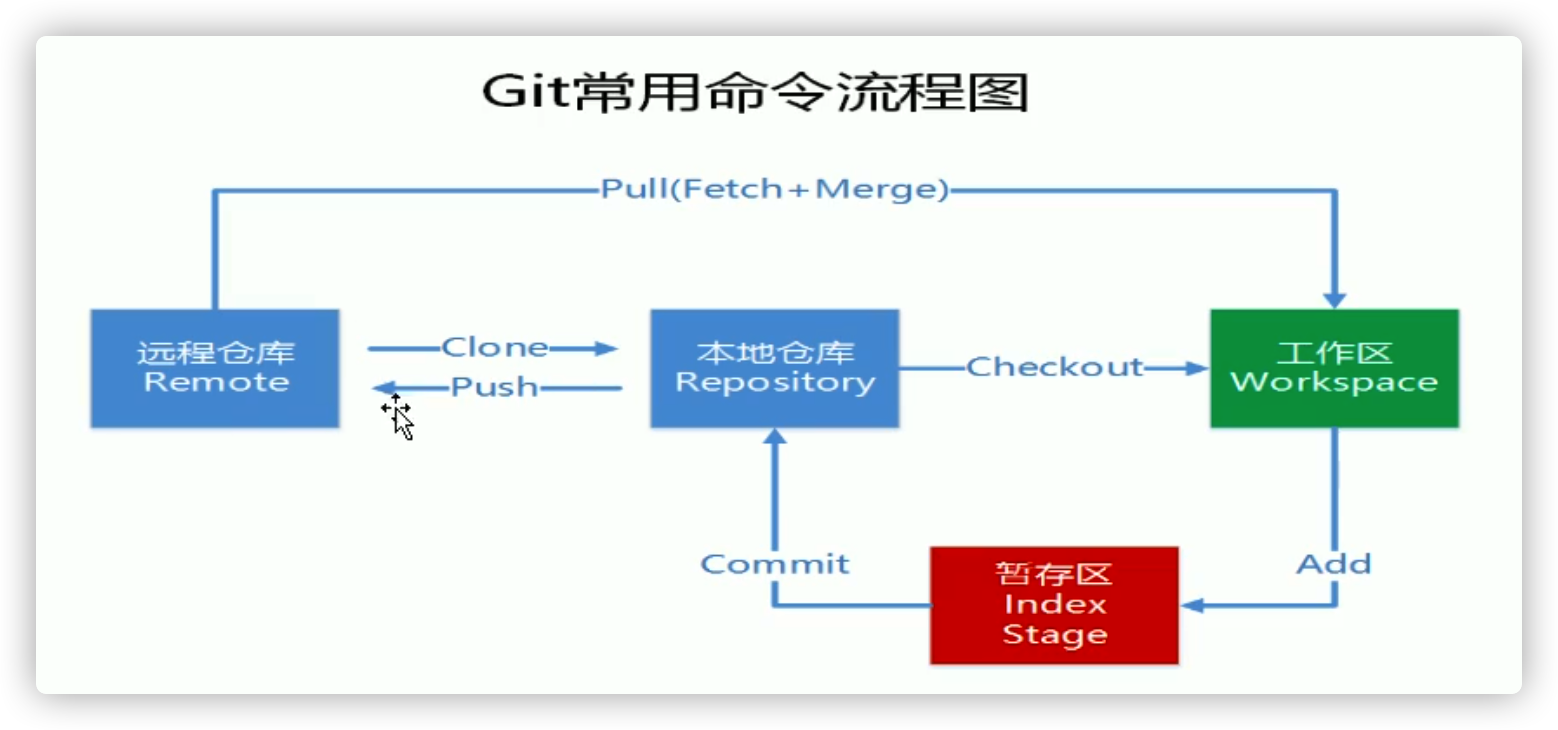 Git常用命令流程图
Pull(Fetch+Merge)
远程仓库
Remote
Clone
Push
本地仓库
Repository
Checkout
工作区
Workspace
Commit
暂存区
Index
Stage
Add